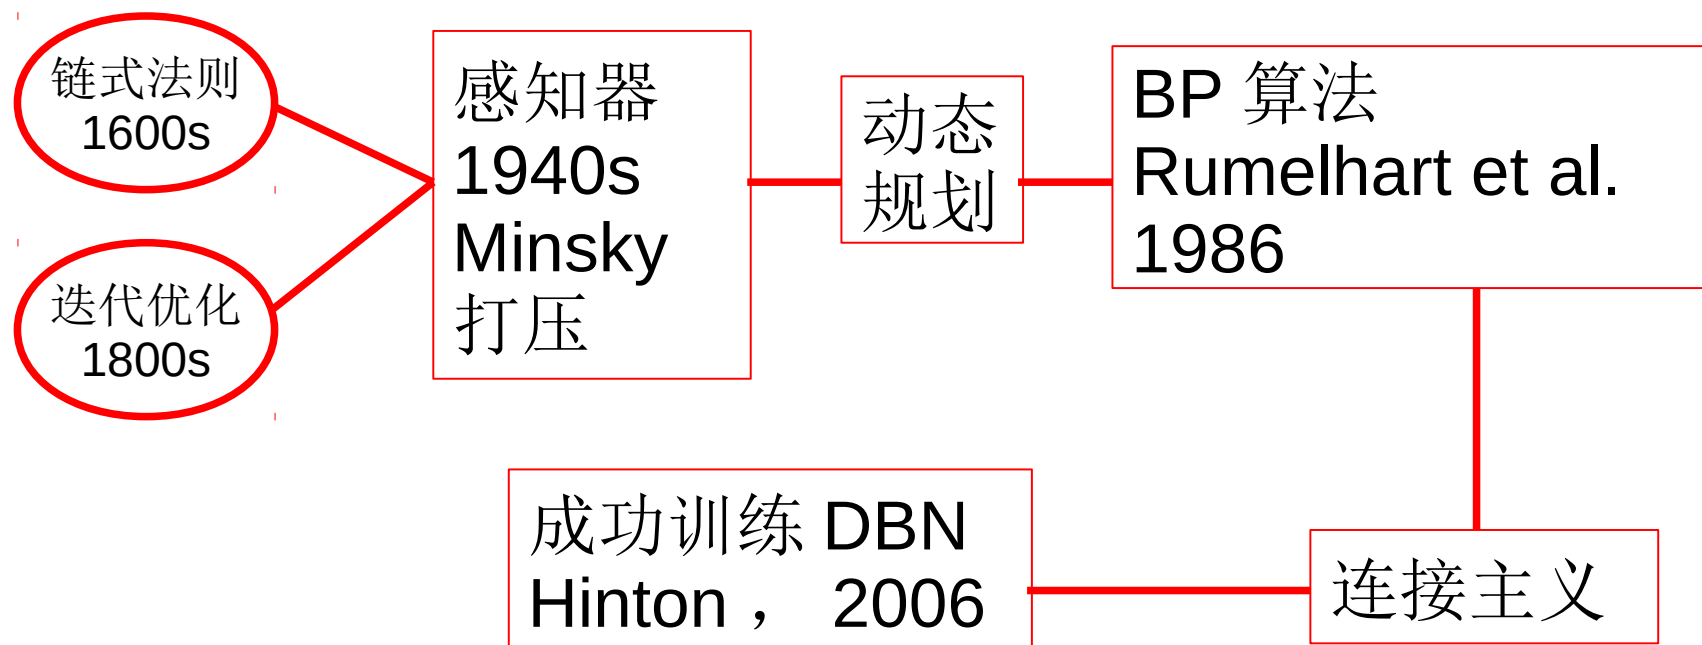 链式法则
1600s
迭代优化
1800s
感知器
1940s
Minsky
打压
动态
规划
BP 算法
Rumelhart et al.
1986
连接主义
成功训练 DBN
Hinton， 2006